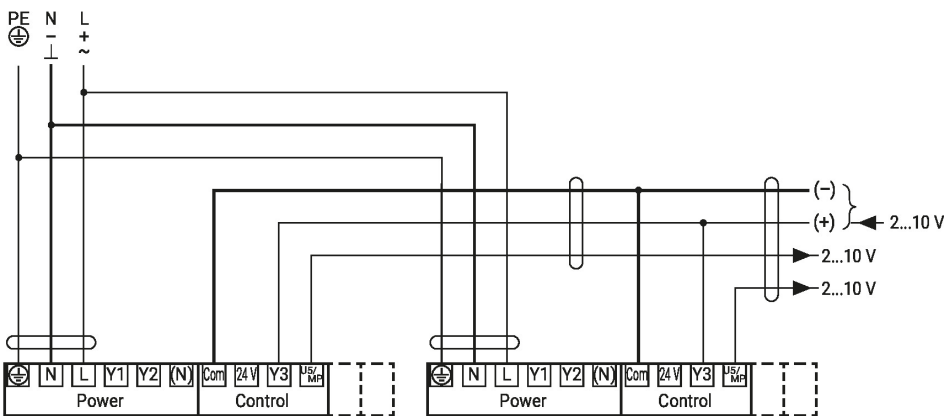 PE N L
⏚ − +
⊥ ~
(−)
(+) 2...10 V
2...10 V
2...10 V
⏚ N L Y1 Y2 (N) Com 24 V Y3 U5/MP
Power Control
⏚ N L Y1 Y2 (N) Com 24 V Y3 U5/MP
Power Control